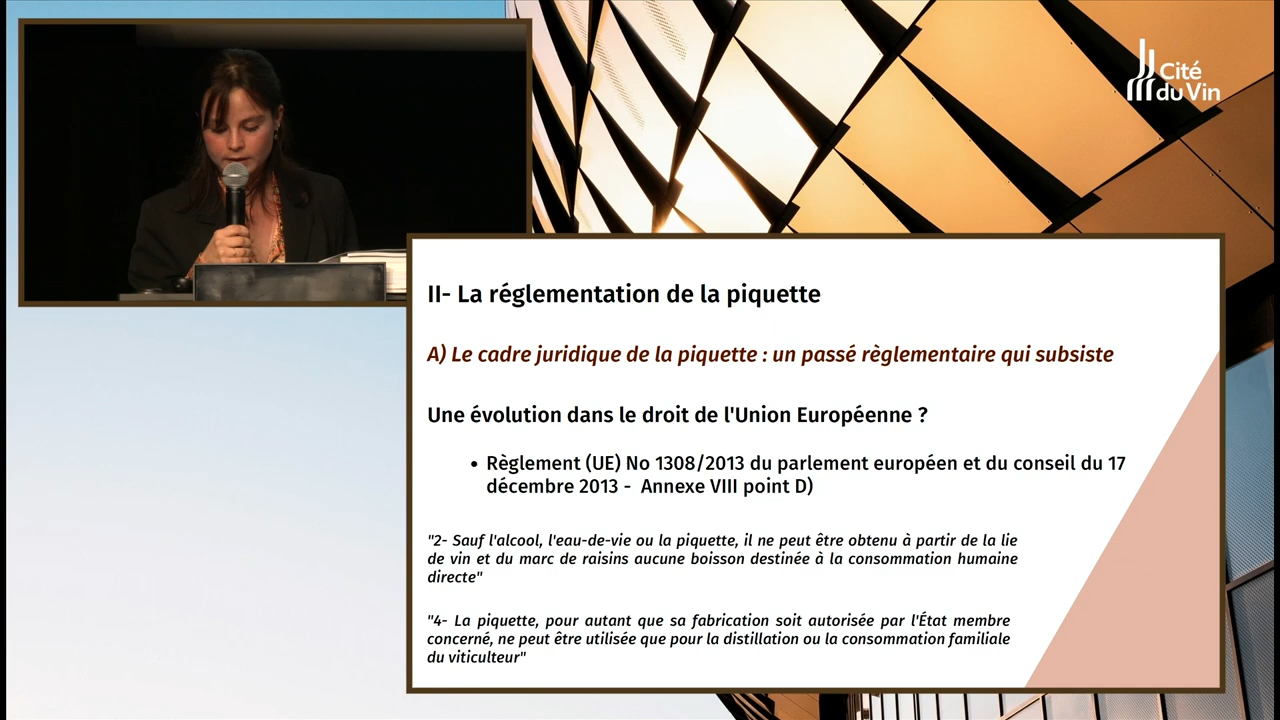 Cité
du Vin
II- La réglementation de la piquette
A) Le cadre juridique de la piquette : un passé règlementaire qui subsiste
Une évolution dans le droit de l'Union Européenne ?
• Règlement (UE) No 1308/2013 du parlement européen et du conseil du 17
décembre 2013 - Annexe VIII point D)
"2- Sauf l'alcool, l'eau-de-vie ou la piquette, il ne peut être obtenu à partir de la lie
de vin et du marc de raisins aucune boisson destinée à la consommation humaine
directe"
"4- La piquette, pour autant que sa fabrication soit autorisée par l'État membre
concerné, ne peut être utilisée que pour la distillation ou la consommation familiale
du viticulteur"